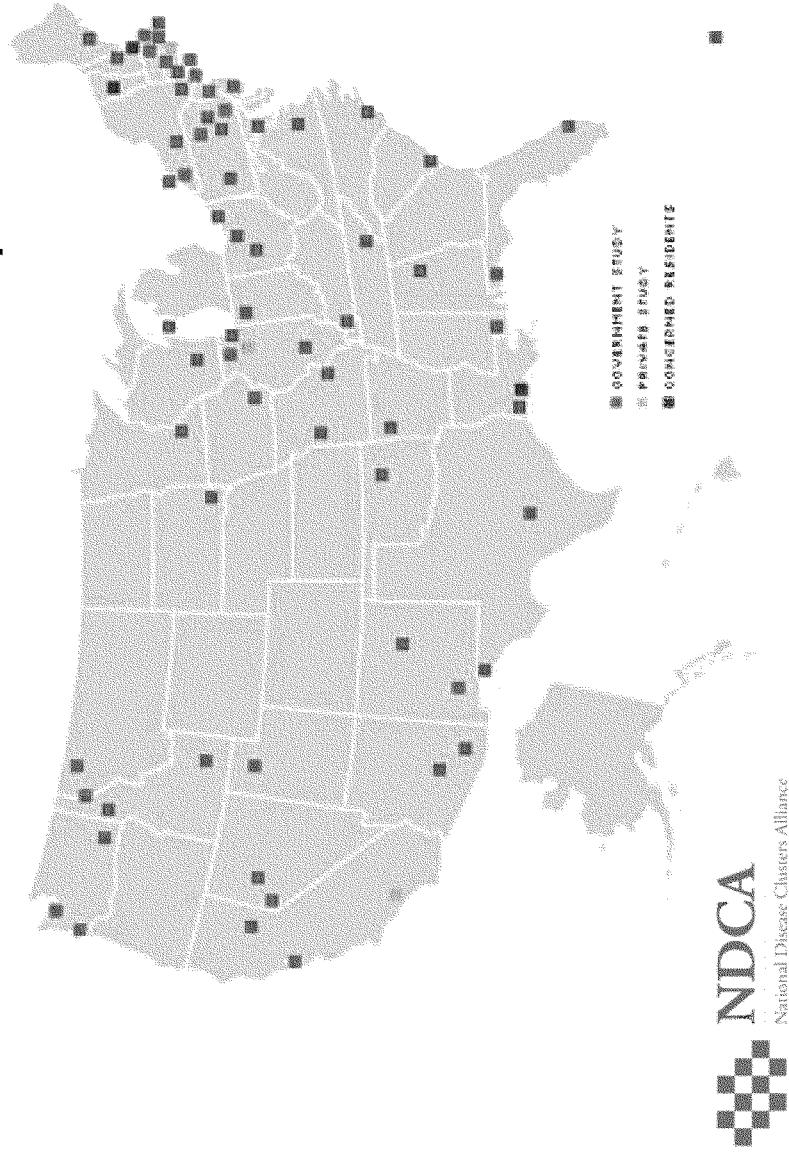 GOVERNMENT STUDY
PRIVATE STUDY
CONCERNED RESIDENTS
NDCA
National Disease Clusters Alliance